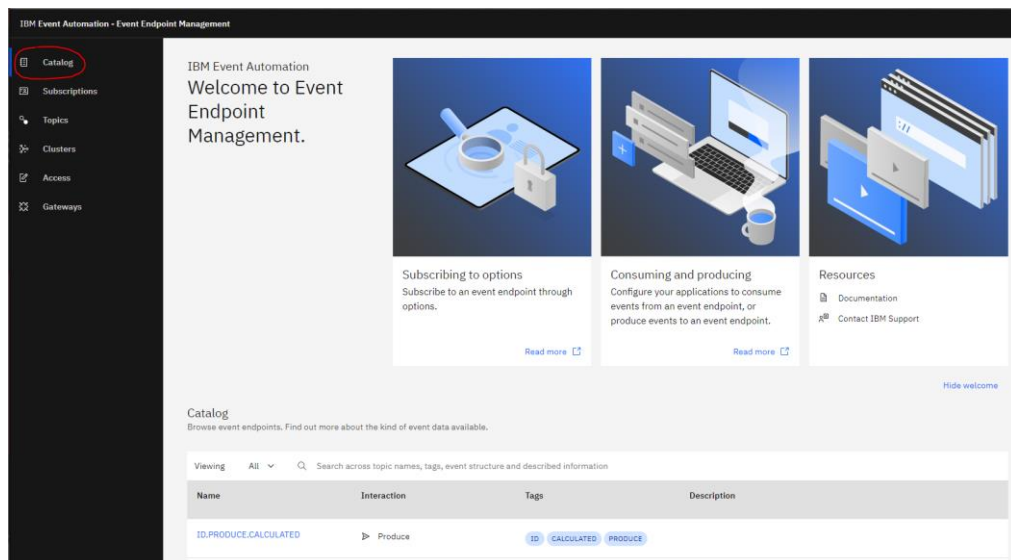 IBM Event Automation - Event Endpoint Management
Catalog
Subscriptions
Topics
Clusters
Access
Gateways
IBM Event Automation
Welcome to Event
Endpoint
Management.
Subscribing to options
Subscribe to an event endpoint through
options.
Read more
Consuming and producing
Configure your applications to consume
events from an event endpoint, or
produce events to an event endpoint.
Read more
Resources
Documentation
Contact IBM Support
Hide welcome
Catalog
Browse event endpoints. Find out more about the kind of event data available.
Viewing All Search across topic names, tags, event structure and described information
Name Interaction Tags Description
ID.PRODUCE.CALCULATED Produce ID CALCULATED PRODUCE